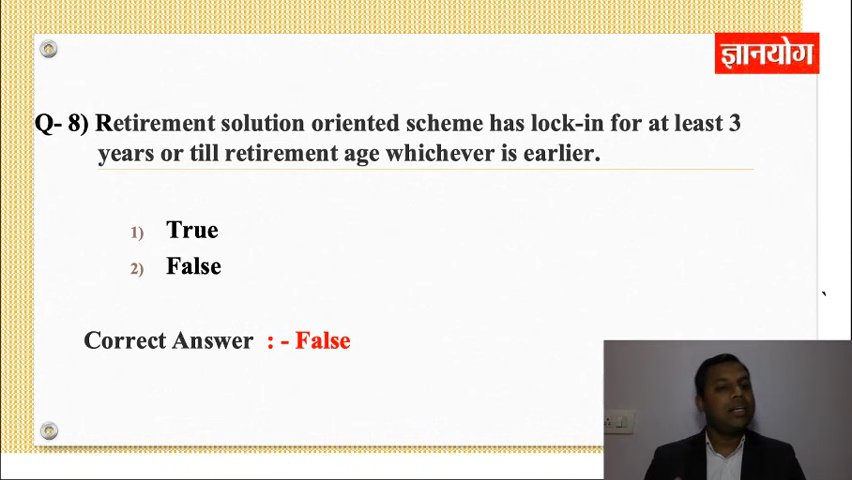 ज्ञानयोग
Q- 8) Retirement solution oriented scheme has lock-in for at least 3
years or till retirement age whichever is earlier.
1) True
2) False
Correct Answer : - False